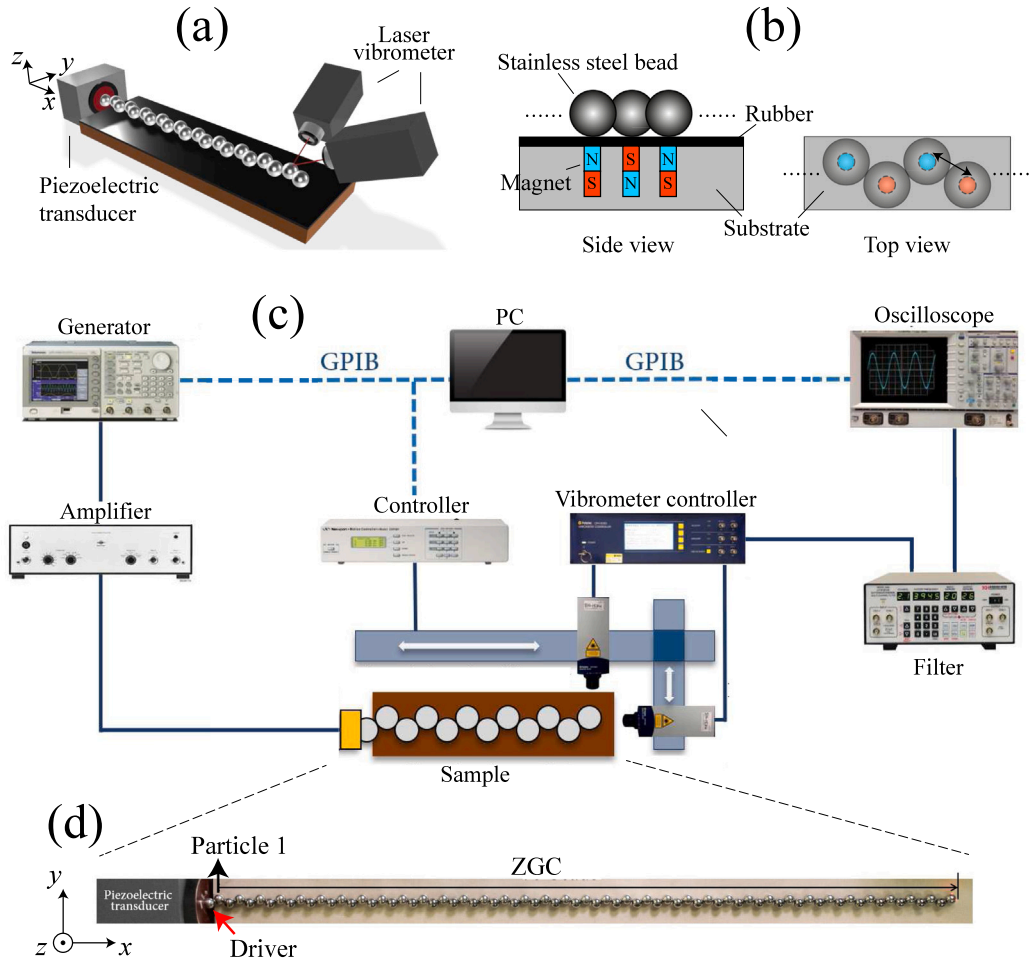 (a)
Laser
vibrometer
z
y
x
Piezoelectric
transducer
(b)
Stainless steel bead
......
......
Rubber
N
S
N
Magnet
S
N
S
Substrate
Side view
......
......
Top view
(c)
Generator
PC
Oscilloscope
GPIB
GPIB
Amplifier
Controller
Vibrometer controller
Filter
Sample
(d)
Particle 1
ZGC
y
Piezoelectric
transducer
z
x
Driver